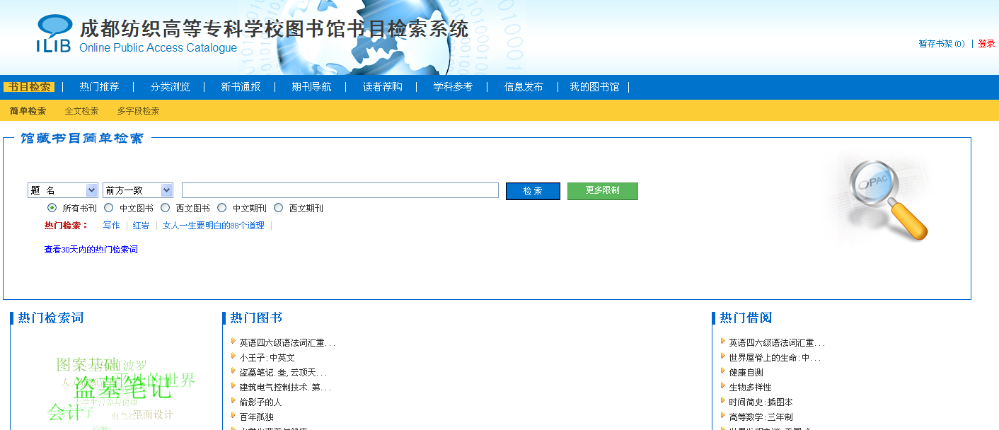 成都纺织高等专科学校图书馆书目检索系统
ILIB Online Public Access Catalogue
暂存书架(0) | 登录
书目检索 | 热门推荐 | 分类浏览 | 新书通报 | 期刊导航 | 读者荐购 | 学科参考 | 信息发布 | 我的图书馆 |
简单检索 全文检索 多字段检索
馆藏书目简单检索
题 名 前方一致 检 索 更多限制
OPAC
所有书刊 中文图书 西文图书 中文期刊 西文期刊
热门检索： 写作 | 红岩 | 女人一生要明白的88个道理 |
查看30天内的热门检索词
热门检索词
图案基础
平凡的世界
盗墓笔记
会计
平面设计
热门图书
英语四六级语法词汇重...
小王子:中英文
盗墓笔记.叁,云顶天...
建筑电气控制技术.第...
偷影子的人
百年孤独
热门借阅
英语四六级语法词汇重...
世界屋脊上的生命:中...
健康自测
生物多样性
时间简史:插图本
高等数学:三年制